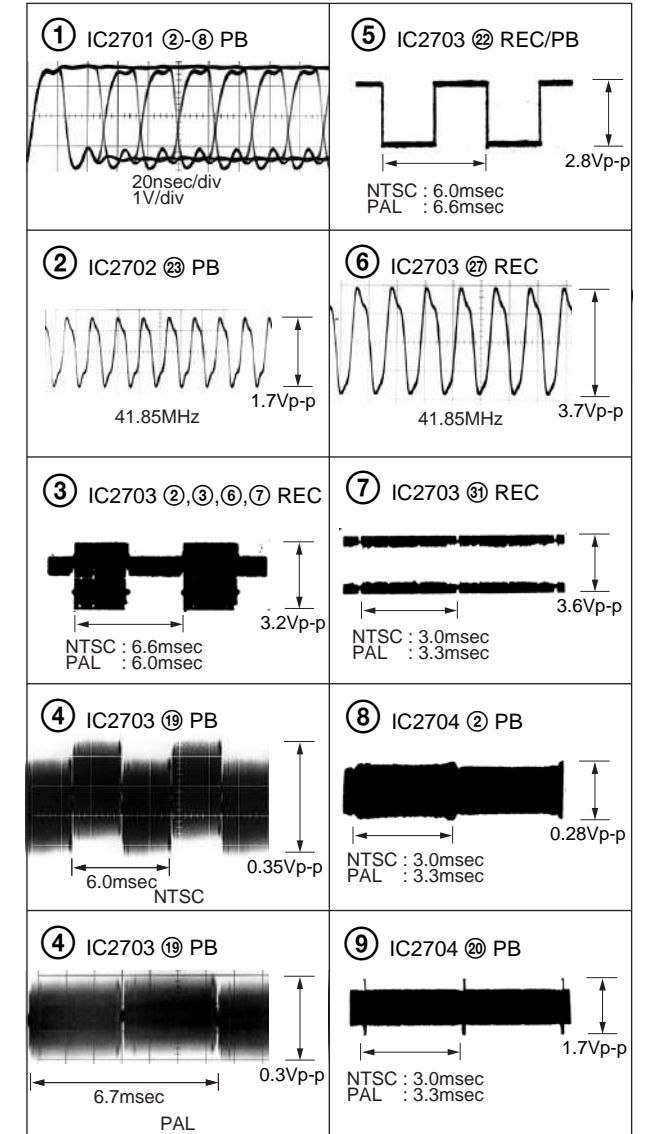 ① IC2701 ②-⑧ PB
20nsec/div
1V/div
② IC2702 ㉓ PB
1.7Vp-p
41.85MHz
③ IC2703 ②,③,⑥,⑦ REC
3.2Vp-p
NTSC : 6.6msec
PAL : 6.0msec
④ IC2703 ⑲ PB
0.35Vp-p
6.0msec
NTSC
④ IC2703 ⑲ PB
0.3Vp-p
6.7msec
PAL
⑤ IC2703 ㉒ REC/PB
2.8Vp-p
NTSC : 6.0msec
PAL : 6.6msec
⑥ IC2703 ㉗ REC
3.7Vp-p
41.85MHz
⑦ IC2703 ㉛ REC
3.6Vp-p
NTSC : 3.0msec
PAL : 3.3msec
⑧ IC2704 ② PB
0.28Vp-p
NTSC : 3.0msec
PAL : 3.3msec
⑨ IC2704 ⑳ PB
1.7Vp-p
NTSC : 3.0msec
PAL : 3.3msec